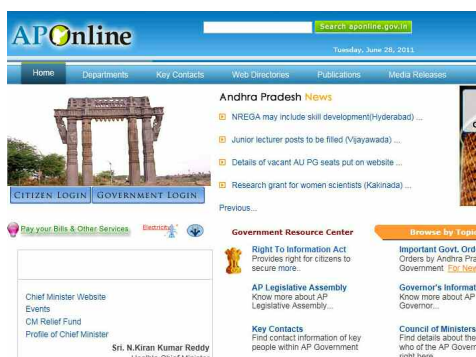 APOnline
Search aponline.gov.in
Tuesday, June 28, 2011
Home Departments Key Contacts Web Directories Publications Media Releases
Andhra Pradesh News
NREGA may include skill development(Hyderabad) ...
Junior lecturer posts to be filled (Vijayawada) ...
Details of vacant AU PG seats put on website ...
Research grant for women scientists (Kakinada) ...
Previous...
CITIZEN LOGIN GOVERNMENT LOGIN
Pay your Bills & Other Services Electricity
Government Resource Center
Browse by Topic
Right To Information Act
Provides right for citizens to
secure more..
AP Legislative Assembly
Know more about AP
Legislative Assembly...
Key Contacts
Find contact information of key
people within AP Government
Important Govt. Ord
Orders by Andhra Pra
Government For New
Governor's Informat
Know more about AP
Governor...
Council of Ministers
Find details about the
who of the AP Govern
right here
Chief Minister Website
Events
CM Relief Fund
Profile of Chief Minister
Sri. N.Kiran Kumar Reddy